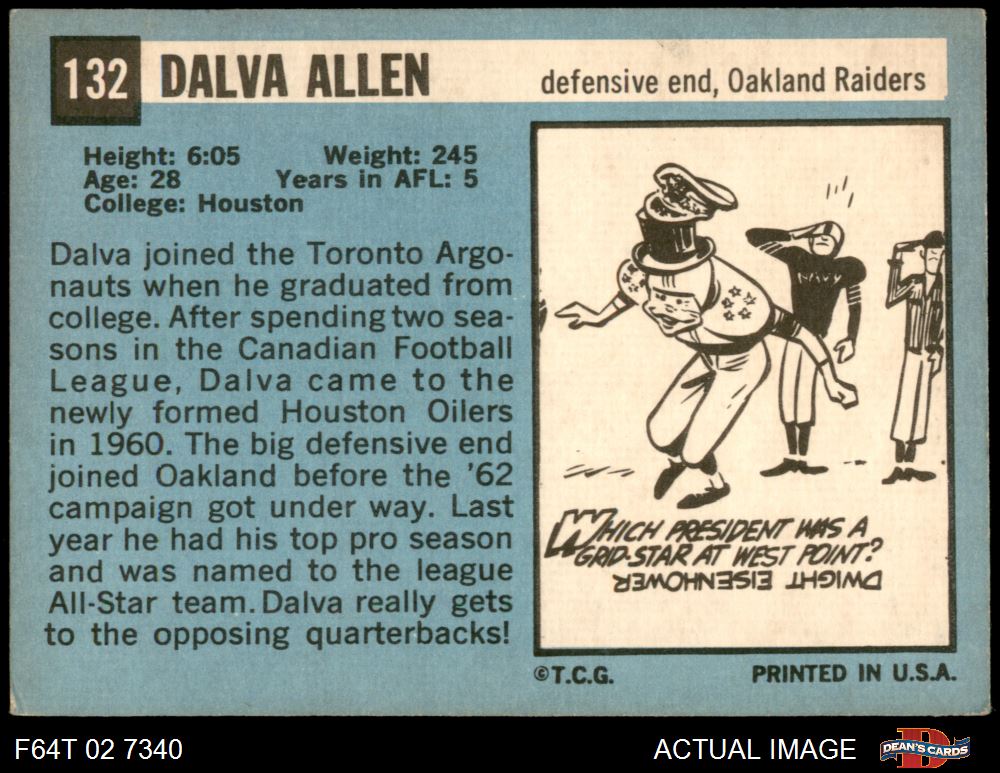 132 DALVA ALLEN defensive end, Oakland Raiders
Height: 6:05 Weight: 245
Age: 28 Years in AFL: 5
College: Houston
Dalva joined the Toronto Argo-
nauts when he graduated from
college. After spending two sea-
sons in the Canadian Football
League, Dalva came to the
newly formed Houston Oilers
in 1960. The big defensive end
joined Oakland before the '62
campaign got under way. Last
year he had his top pro season
and was named to the league
All-Star team. Dalva really gets
to the opposing quarterbacks!
NAVY
WHICH PRESIDENT WAS A
GRID-STAR AT WEST POINT?
DWIGHT EISENHOWER
©T.C.G. PRINTED IN U.S.A.
F64T 02 7340 ACTUAL IMAGE DEAN'S CARDS